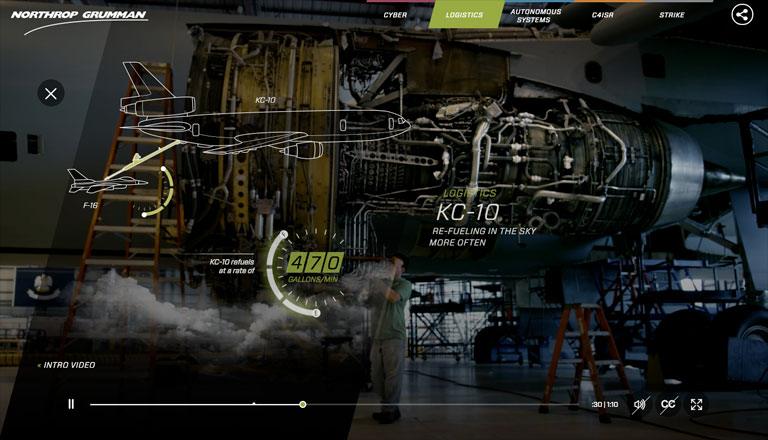 NORTHROP GRUMMAN
CYBER
LOGISTICS
AUTONOMOUS
SYSTEMS
C4ISR
STRIKE
KC-10
F-16
LOGISTICS
KC-10
RE-FUELING IN THE SKY
MORE OFTEN
KC-10 refuels
at a rate of
470
GALLONS/MIN
« INTRO VIDEO
:30 | 1:10
CC